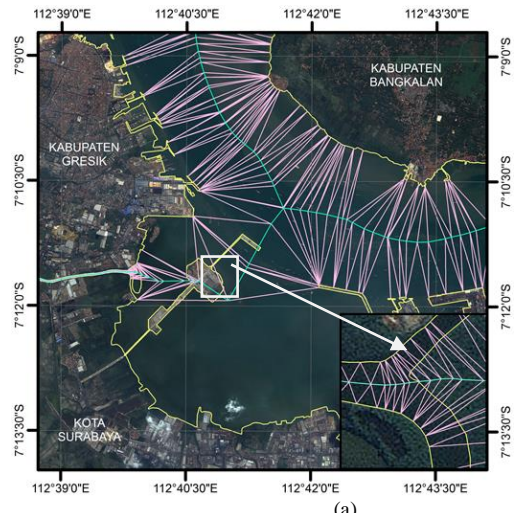 112°39'0"E 112°40'30"E 112°42'0"E 112°43'30"E
7°9'0"S 7°9'0"S
KABUPATEN
BANGKALAN
KABUPATEN
GRESIK
7°10'30"S 7°10'30"S
7°12'0"S 7°12'0"S
KOTA
SURABAYA
7°13'30"S 7°13'30"S
112°39'0"E 112°40'30"E 112°42'0"E 112°43'30"E
(a)